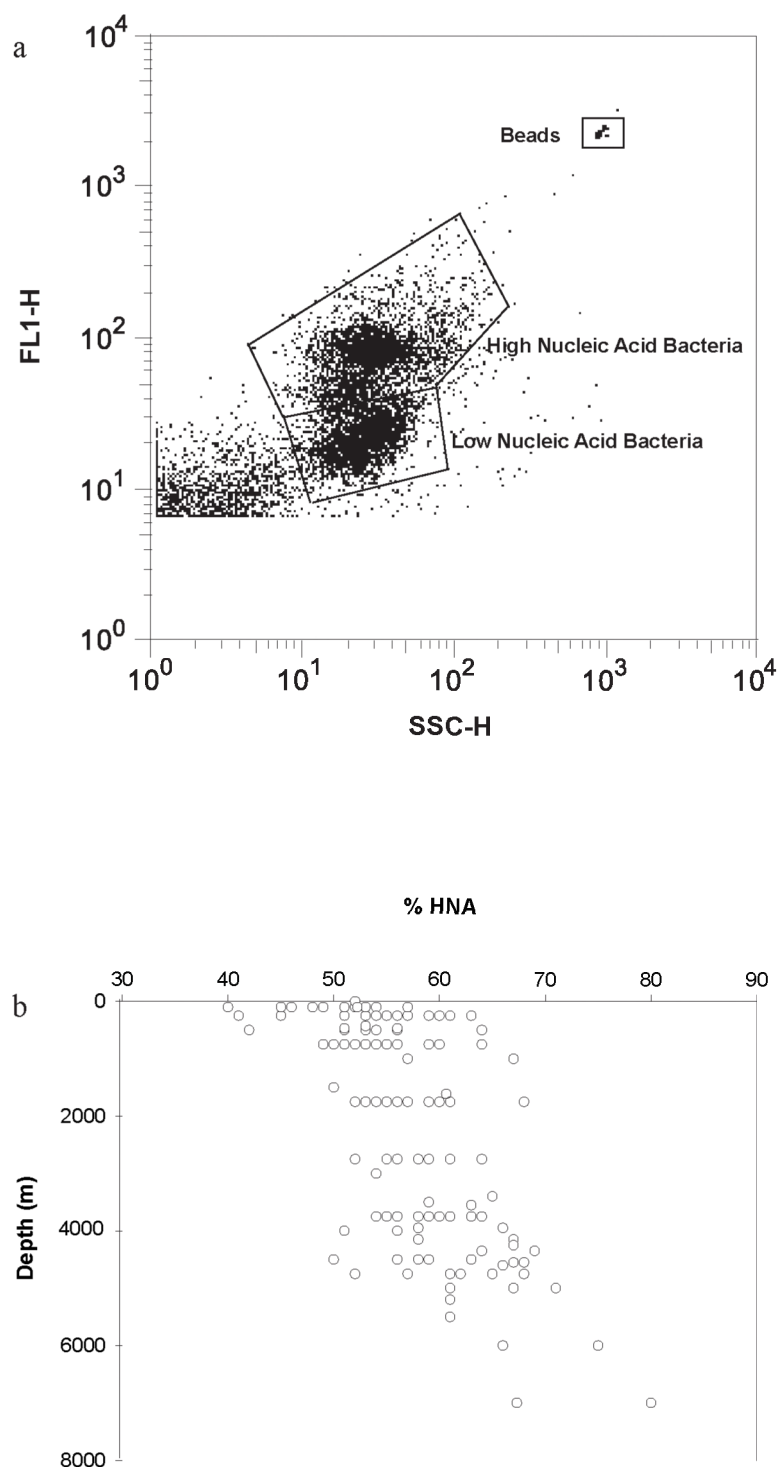 a
10^4
10^3
10^2
10^1
10^0
FL1-H
Beads
High Nucleic Acid Bacteria
Low Nucleic Acid Bacteria
10^0 10^1 10^2 10^3 10^4
SSC-H
% HNA
30 40 50 60 70 80 90
b
0
2000
4000
6000
8000
Depth (m)